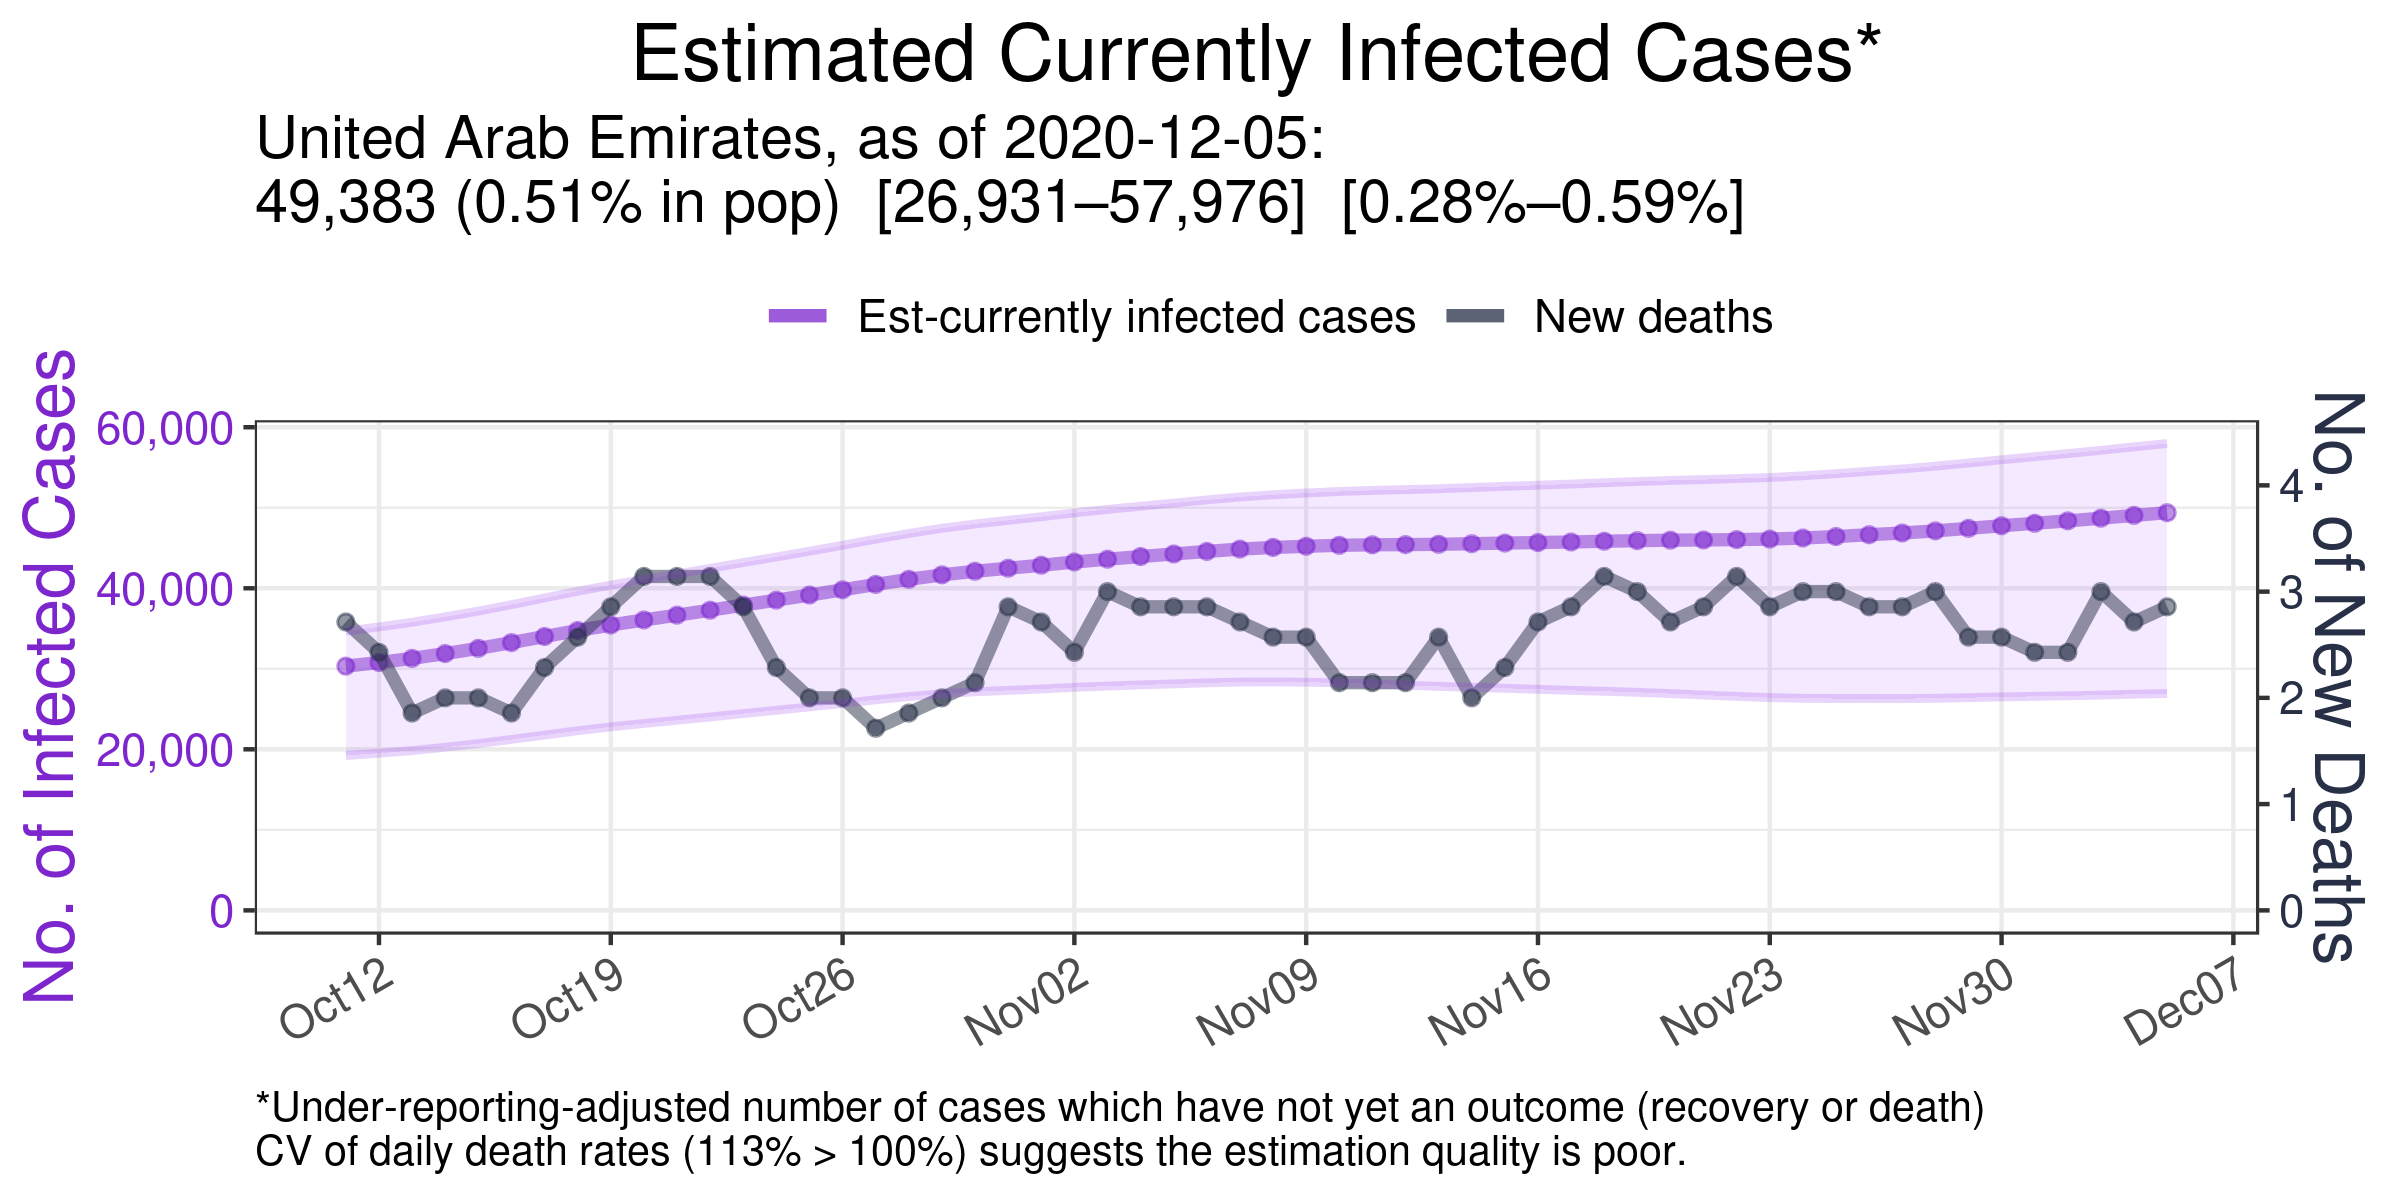 Estimated Currently Infected Cases*
United Arab Emirates, as of 2020-12-05:
49,383 (0.51% in pop)  [26,931–57,976]  [0.28%–0.59%]
Est-currently infected cases
New deaths
No. of Infected Cases
60,000
40,000
20,000
0
No. of New Deaths
4
3
2
1
0
Oct12
Oct19
Oct26
Nov02
Nov09
Nov16
Nov23
Nov30
Dec07
*Under-reporting-adjusted number of cases which have not yet an outcome (recovery or death)
CV of daily death rates (113% > 100%) suggests the estimation quality is poor.